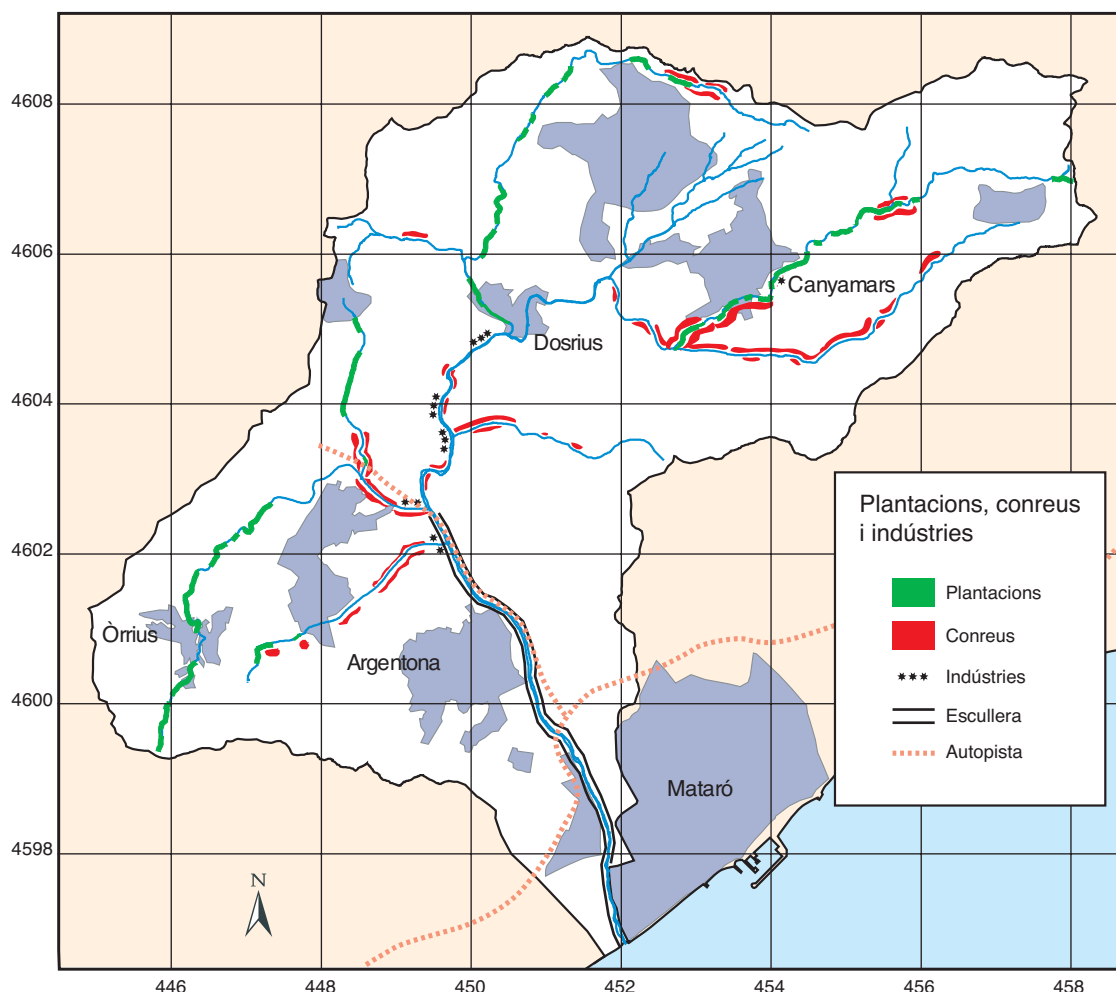 4608
4606
4604
4602
4600
4598
Canyamars
Dosrius
Òrrius
Argentona
Mataró
N
Plantacions, conreus
i indústries
Plantacions
Conreus
Indústries
Escullera
Autopista
446
448
450
452
454
456
458